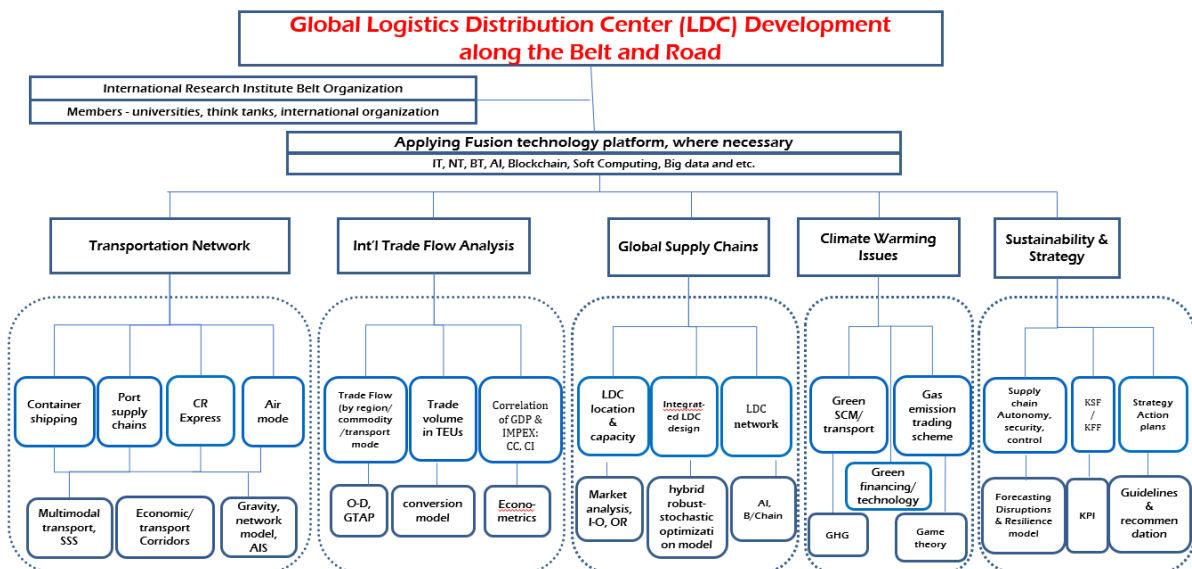 Global Logistics Distribution Center (LDC) Development
along the Belt and Road
International Research Institute Belt Organization
Members - universities, think tanks, international organization
Applying Fusion technology platform, where necessary
IT, NT, BT, AI, Blockchain, Soft Computing, Big data and etc.
Transportation Network
Int'l Trade Flow Analysis
Global Supply Chains
Climate Warming
Issues
Sustainability &
Strategy
Container
shipping
Port
supply
chains
CR
Express
Air
mode
Trade Flow
(by region/
commodity
/transport
mode
Trade
volume
in TEUs
Correlation
of GDP &
IMPEX:
CC, CI
LDC
location
&
capacity
Integrat-
ed LDC
design
LDC
network
Green
SCM/
transport
Gas
emission
trading
scheme
Green
financing/
technology
Supply
chain
Autonomy,
security,
control
KSF
/
KFF
Strategy
Action
plans
Multimodal
transport,
SSS
Economic/
transport
Corridors
Gravity,
network
model,
AIS
O-D,
GTAP
conversion
model
Econo-
metrics
Market
analysis,
I-O, OR
hybrid
robust-
stochastic
optimizati
on model
AI,
B/Chain
GHG
Game
theory
Forecasting
Disruptions
& Resilience
model
KPI
Guidelines
&
recommen
dation